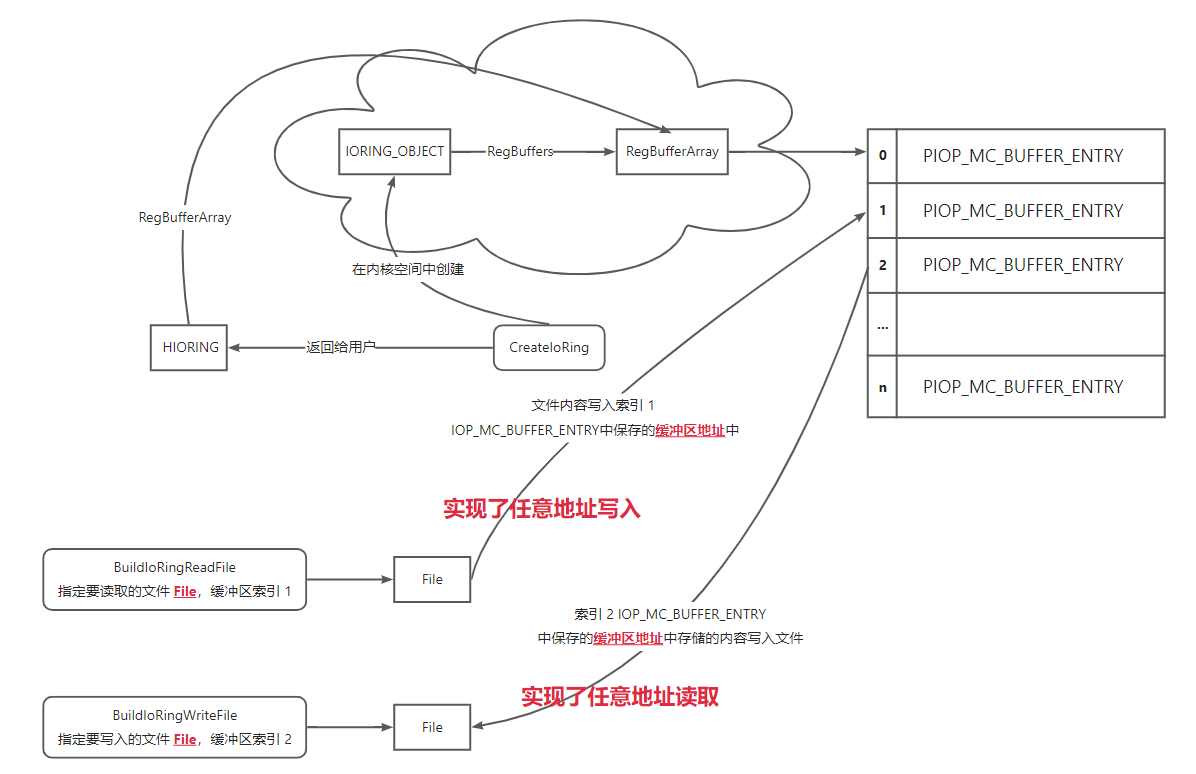 IORING_OBJECT
RegBuffers
RegBufferArray
0
PIOP_MC_BUFFER_ENTRY
1
PIOP_MC_BUFFER_ENTRY
2
PIOP_MC_BUFFER_ENTRY
...
n
PIOP_MC_BUFFER_ENTRY
RegBufferArray
在内核空间中创建
HIORING
返回给用户
CreateIoRing
文件内容写入索引 1
IOP_MC_BUFFER_ENTRY中保存的缓冲区地址中
实现了任意地址写入
BuildIoRingReadFile
指定要读取的文件 File，缓冲区索引 1
File
索引 2 IOP_MC_BUFFER_ENTRY
中保存的缓冲区地址中存储的内容写入文件
实现了任意地址读取
BuildIoRingWriteFile
指定要写入的文件 File，缓冲区索引 2
File